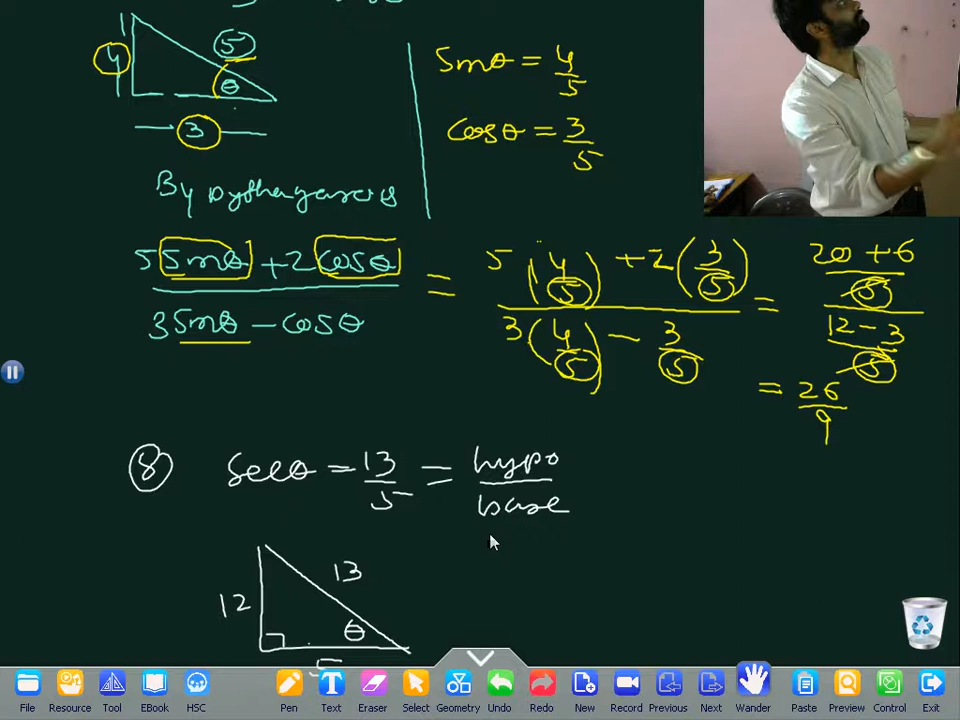 4
5
θ
3
Sinθ = 4/5
Cosθ = 3/5
By Pythagoras
5 Sinθ + 2 Cosθ / 3 Sinθ - Cosθ = 5 (4/5) + 2 (3/5) / 3 (4/5) - 3/5 = 20 + 6 / 5 / 12 - 3 / 5
= 26/9
8 Secθ = 13/5 = hypo/base
13
12
θ
5
File Resource Tool EBook HSC Pen Text Eraser Select Geometry Undo Redo New Record Previous Next Wander Paste Preview Control Exit